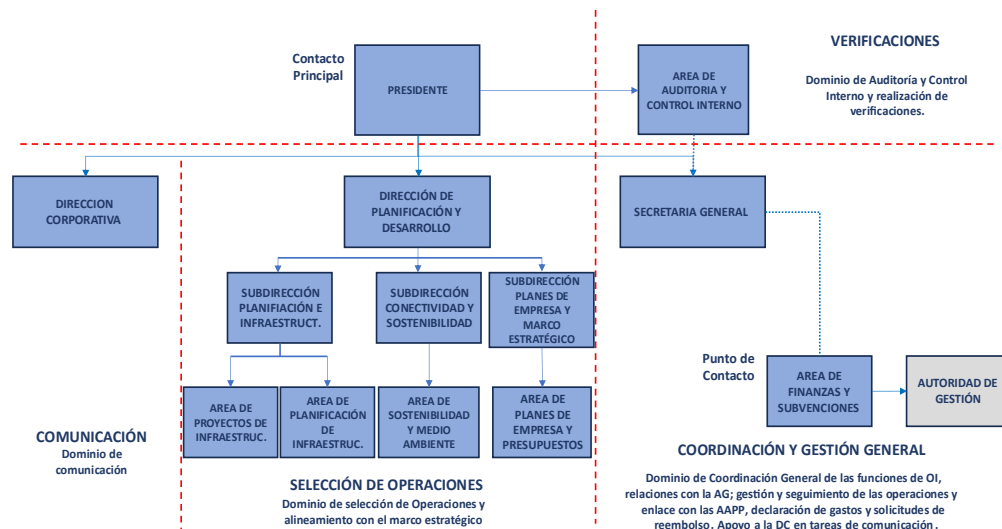 Contacto
Principal
PRESIDENTE
AREA DE
AUDITORIA Y
CONTROL INTERNO
VERIFICACIONES
Dominio de Auditoría y Control
Interno y realización de
verificaciones.
DIRECCION
CORPORATIVA
DIRECCIÓN DE
PLANIFICACIÓN Y
DESARROLLO
SECRETARIA GENERAL
SUBDIRECCIÓN
PLANIFIACIÓN E
INFRAESTRUCT.
SUBDIRECCIÓN
CONECTIVIDAD Y
SOSTENIBILIDAD
SUBDIRECCIÓN
PLANES DE
EMPRESA Y
MARCO
ESTRATÉGICO
Punto de
Contacto
AREA DE
FINANZAS Y
SUBVENCIONES
AUTORIDAD DE
GESTIÓN
AREA DE
PROYECTOS DE
INFRAESTRUC.
AREA DE
PLANIFICACIÓN
DE
INFRAESTRUC.
AREA DE
SOSTENIBILIDAD
Y MEDIO
AMBIENTE
AREA DE
PLANES DE
EMPRESA Y
PRESUPUESTOS
COMUNICACIÓN
Dominio de
comunicación
SELECCIÓN DE OPERACIONES
Dominio de selección de Operaciones y
alineamiento con el marco estratégico
COORDINACIÓN Y GESTIÓN GENERAL
Dominio de Coordinación General de las funciones de OI,
relaciones con la AG; gestión y seguimiento de las operaciones y
enlace con las AAPP, declaración de gastos y solicitudes de
reembolso. Apoyo a la DC en tareas de comunicación.